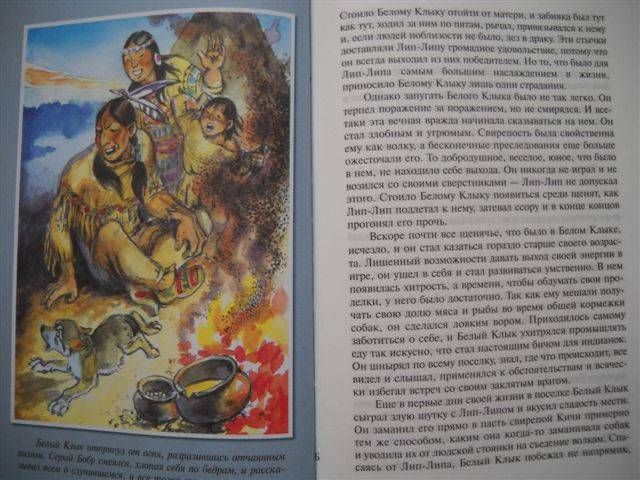 Белый Клык отпрянул от огня, разразившись отчаянным
визгом. Серый Бобр смеялся, хлопая себя по бедрам, и расска-
зывал всем о случившемся, и все
Стоило Белому Клыку отойти от матери, и забияка был тут
как тут, ходил за ним по пятам, рычал, привязывался к нему
и, если людей поблизости не было, лез в драку. Эти стычки
доставляли Лип-Липу громадное удовольствие, потому что
он всегда выходил из них победителем. Но то, что было для
Лип-Липа самым большим наслаждением в жизни,
приносило Белому Клыку лишь одни страдания.
Однако запугать Белого Клыка было не так легко. Он
терпел поражение за поражением, но не смирялся. И все-
таки эта вечная вражда начинала сказываться на нем. Он
стал злобным и угрюмым. Свирепость была свойственна
ему как волку, а бесконечные преследования еще больше
ожесточали его. То добродушное, веселое, юное, что было
в нем, не находило себе выхода. Он никогда не играл и не
возился со своими сверстниками — Лип-Лип не допускал
этого. Стоило Белому Клыку появиться среди щенят, как
Лип-Лип подлетал к нему, затевал ссору и в конце концов
прогонял его прочь.
Вскоре почти все щенячье, что было в Белом Клыке,
исчезло, и он стал казаться гораздо старше своего возрас-
та. Лишенный возможности давать выход своей энергии в
игре, он ушел в себя и стал развиваться умственно. В нем
появилась хитрость, а времени, чтобы обдумать свои про-
делки, у него было достаточно. Так как ему мешали полу-
чать свою долю мяса и рыбы во время общей кормежки
собак, он сделался ловким вором. Приходилось самому
заботиться о себе, и Белый Клык ухитрялся промышлять
еду так искусно, что стал настоящим бичом для индианок.
Он шнырял по всему поселку, знал, где что происходит, все
видел и слышал, применялся к обстоятельствам и всячес-
ки избегал встреч со своим заклятым врагом.
Еще в первые дни своей жизни в поселке Белый Клык
сыграл злую шутку с Лип-Липом и вкусил сладость мести.
Он заманил его прямо в пасть свирепой Кичи примерно
тем же способом, каким она когда-то заманивала собак
и уводила их от людской стоянки на съедение волкам. Спа-
саясь от Лип-Липа, Белый Клык побежал не напрямик,